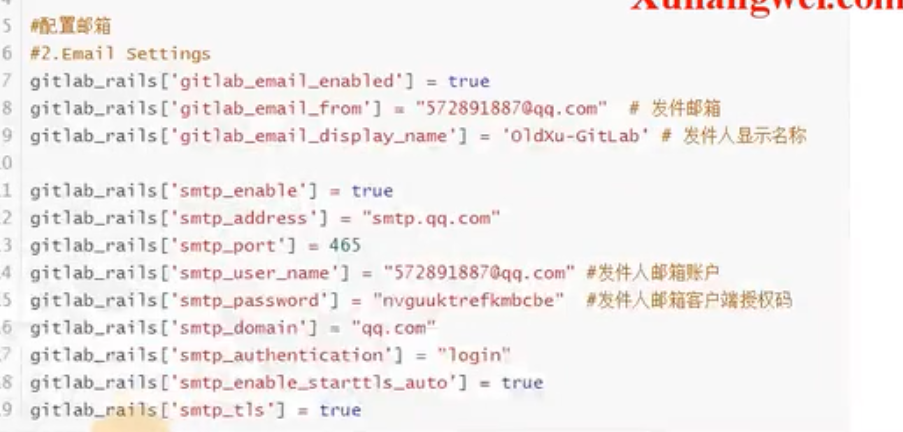 Xuliangwei.com
5 #配置邮箱
6 #2.Email Settings
7 gitlab_rails['gitlab_email_enabled'] = true
8 gitlab_rails['gitlab_email_from'] = "572891887@qq.com"  # 发件邮箱
9 gitlab_rails['gitlab_email_display_name'] = 'OldXu-GitLab' # 发件人显示名称
0
1 gitlab_rails['smtp_enable'] = true
2 gitlab_rails['smtp_address'] = "smtp.qq.com"
3 gitlab_rails['smtp_port'] = 465
4 gitlab_rails['smtp_user_name'] = "572891887@qq.com" #发件人邮箱账户
5 gitlab_rails['smtp_password'] = "nvguuktrefkmbcbe"  #发件人邮箱客户端授权码
6 gitlab_rails['smtp_domain'] = "qq.com"
7 gitlab_rails['smtp_authentication'] = "login"
8 gitlab_rails['smtp_enable_starttls_auto'] = true
9 gitlab_rails['smtp_tls'] = true